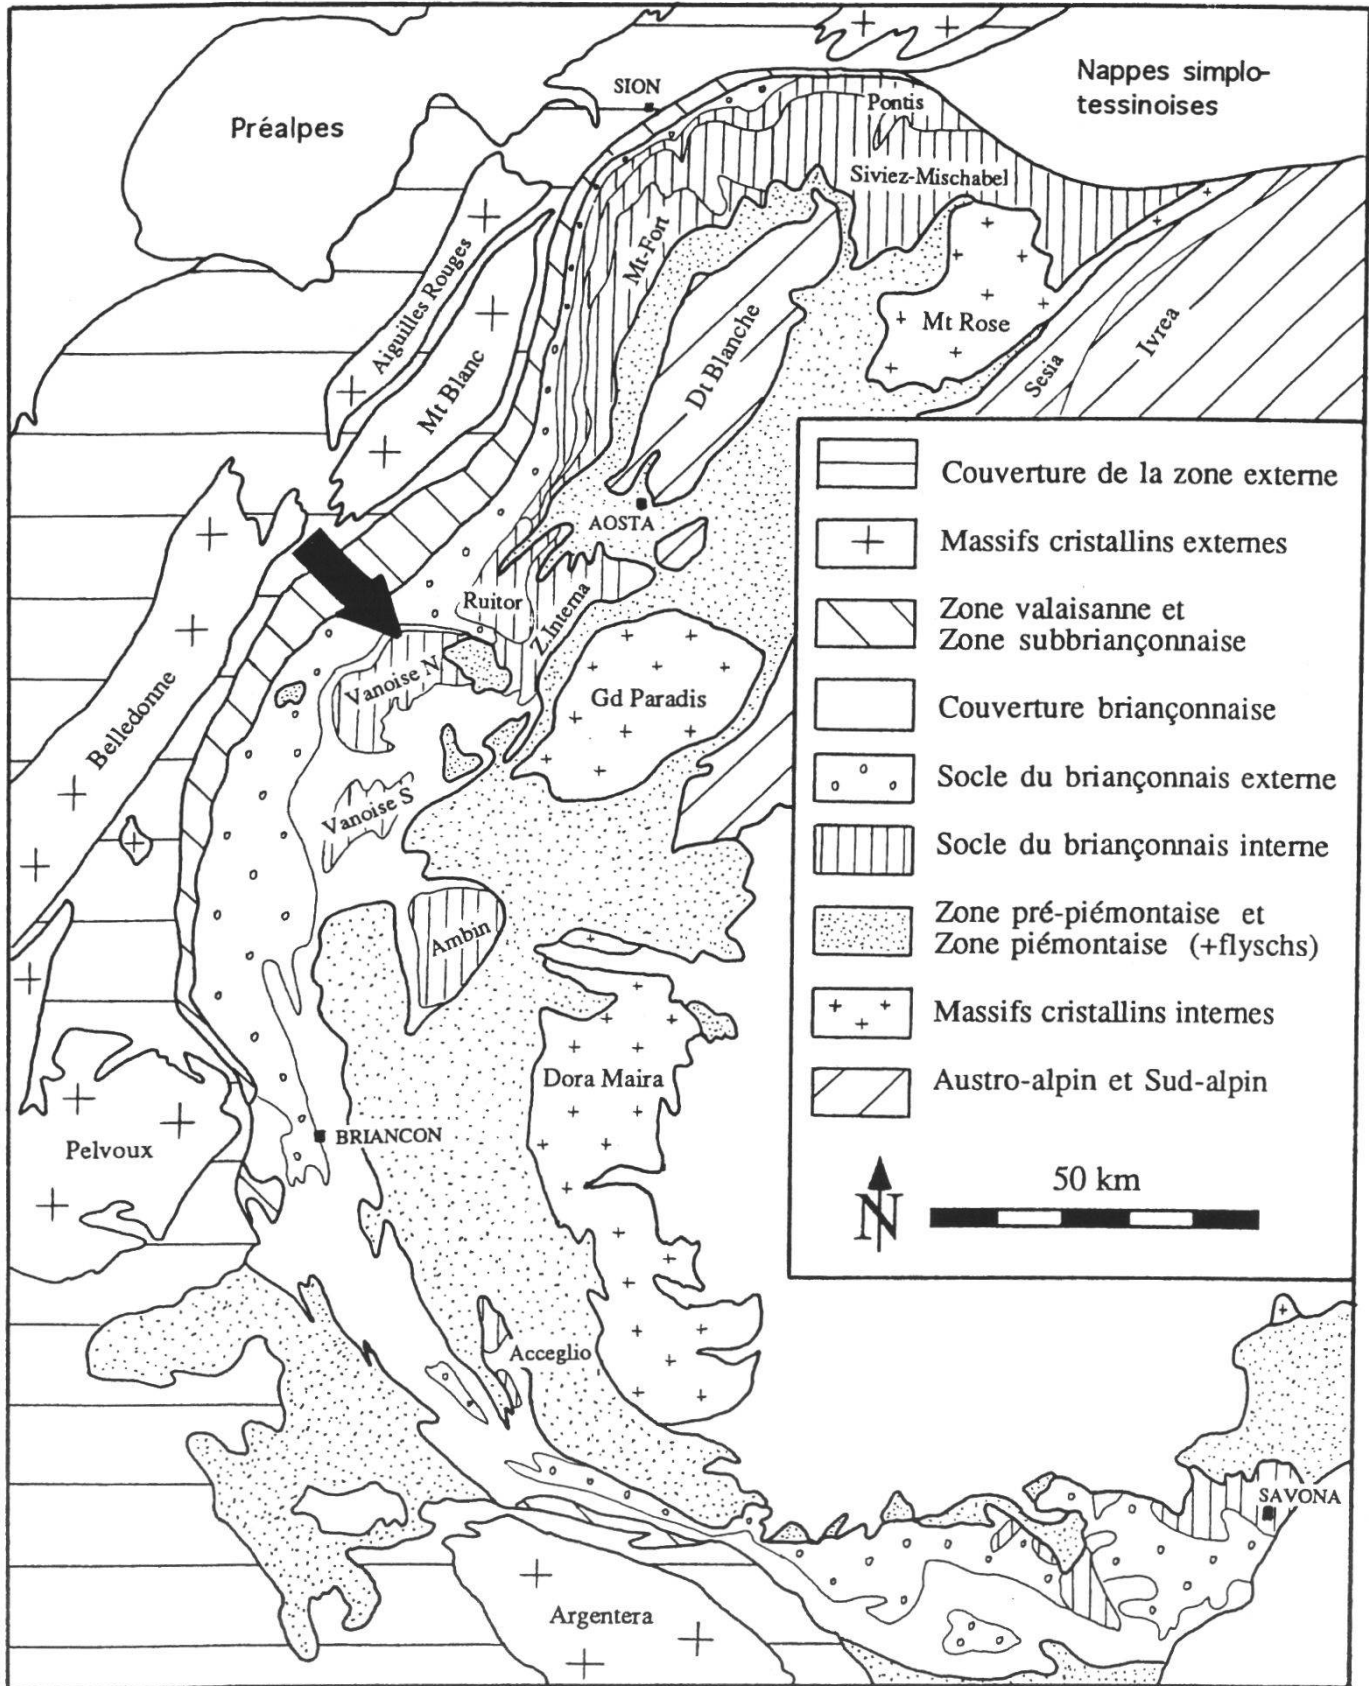 Préalpes
SION
Nappes simplo-
tessinoises
Pontis
Siviez-Mischabel
Mt-Fort
Aiguilles Rouges
Mt Blanc
Dt Blanche
Mt Rose
Sesia
Ivrea
AOSTA
Ruitor
Z.Interna
Vanoise N
Gd Paradis
Belledonne
Vanoise S
Ambin
Dora Maira
BRIANCON
Pelvoux
Acceglio
SAVONA
Argentera
Couverture de la zone externe
Massifs cristallins externes
Zone valaisanne et
Zone subbriançonnaise
Couverture briançonnaise
Socle du briançonnais externe
Socle du briançonnais interne
Zone pré-piémontaise et
Zone piémontaise (+flyschs)
Massifs cristallins internes
Austro-alpin et Sud-alpin
N
50 km